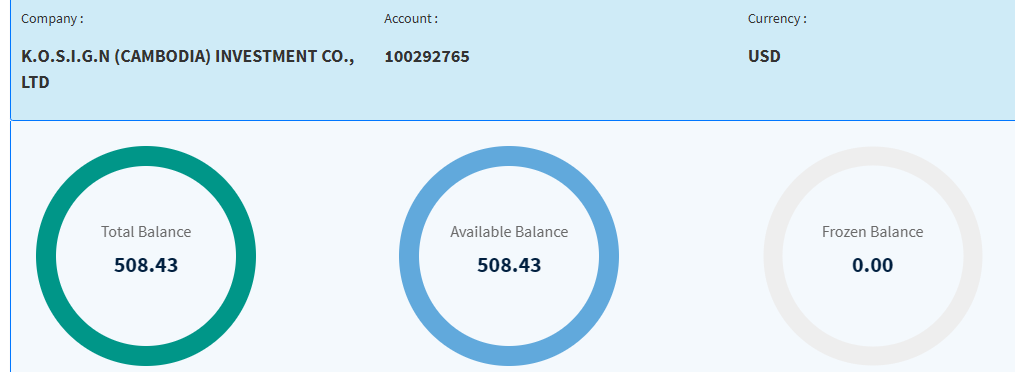 Company :
Account :
Currency :
K.O.S.I.G.N (CAMBODIA) INVESTMENT CO.,
LTD
100292765
USD
Total Balance
508.43
Available Balance
508.43
Frozen Balance
0.00